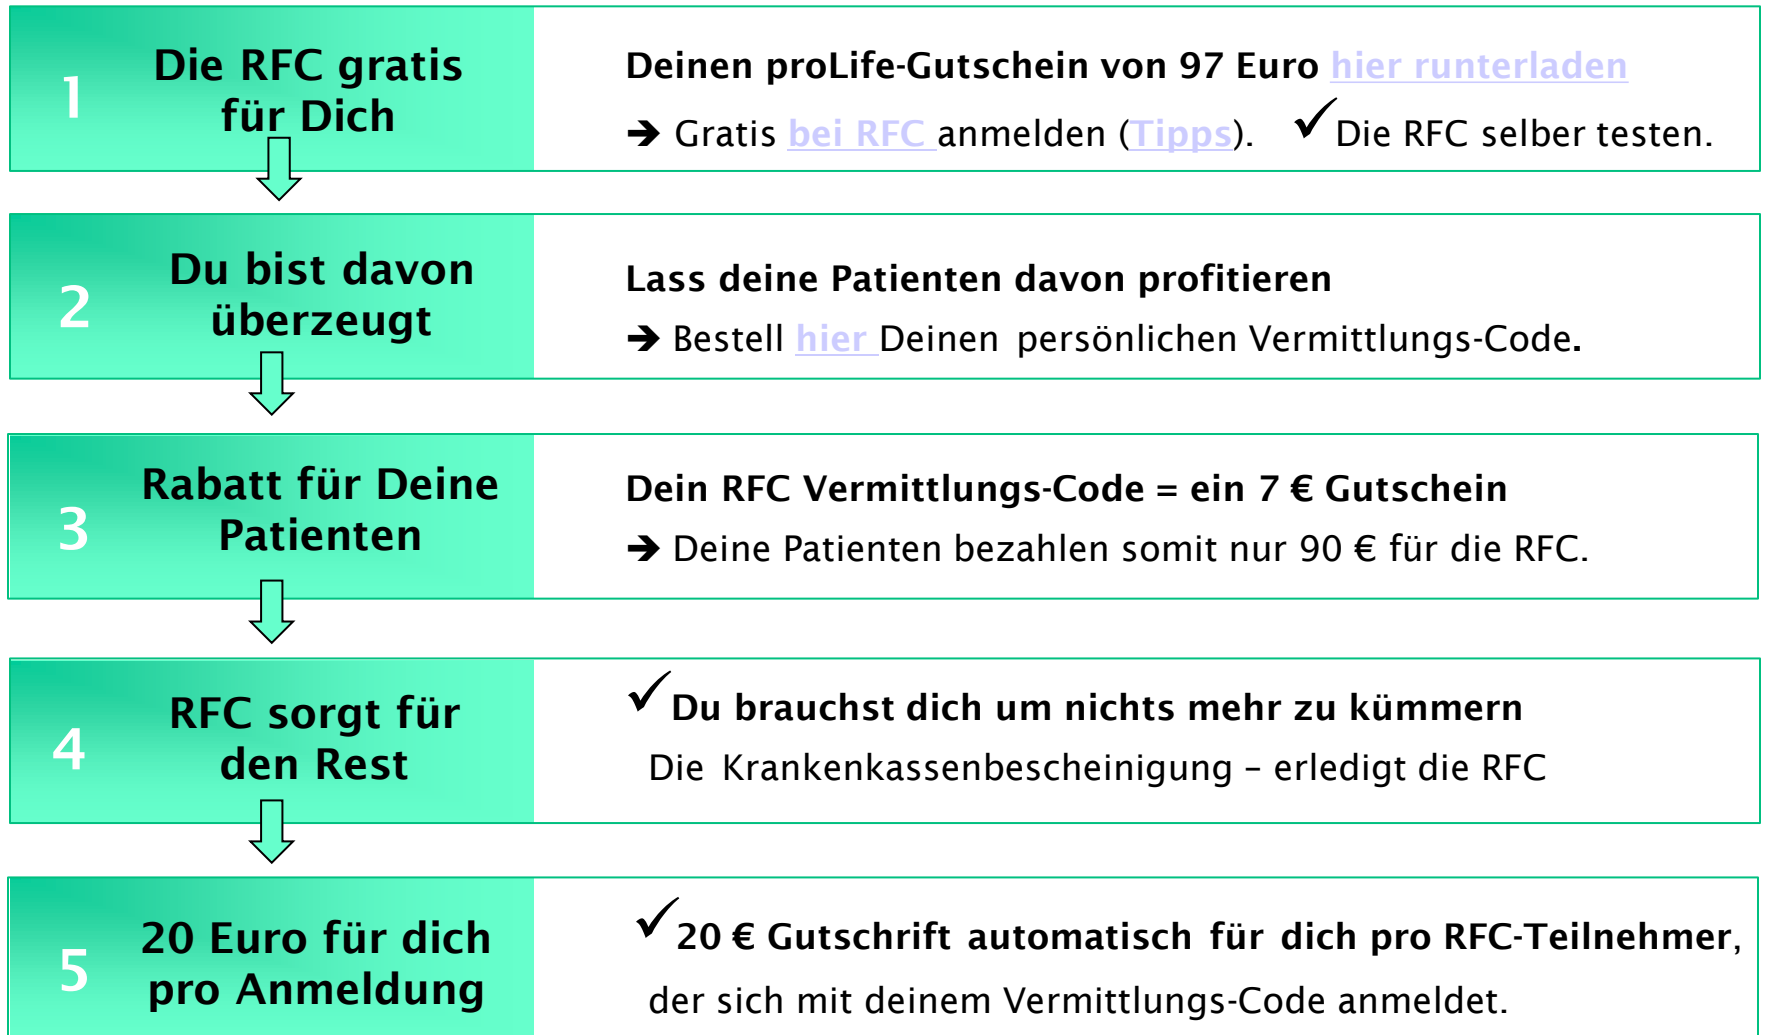 1
Die RFC gratis
für Dich
Deinen proLife-Gutschein von 97 Euro hier runterladen
➔ Gratis bei RFC anmelden (Tipps). ✓ Die RFC selber testen.
2
Du bist davon
überzeugt
Lass deine Patienten davon profitieren
➔ Bestell hier Deinen persönlichen Vermittlungs-Code.
3
Rabatt für Deine
Patienten
Dein RFC Vermittlungs-Code = ein 7 € Gutschein
➔ Deine Patienten bezahlen somit nur 90 € für die RFC.
4
RFC sorgt für
den Rest
✓ Du brauchst dich um nichts mehr zu kümmern
Die Krankenkassenbescheinigung – erledigt die RFC
5
20 Euro für dich
pro Anmeldung
✓ 20 € Gutschrift automatisch für dich pro RFC-Teilnehmer,
der sich mit deinem Vermittlungs-Code anmeldet.